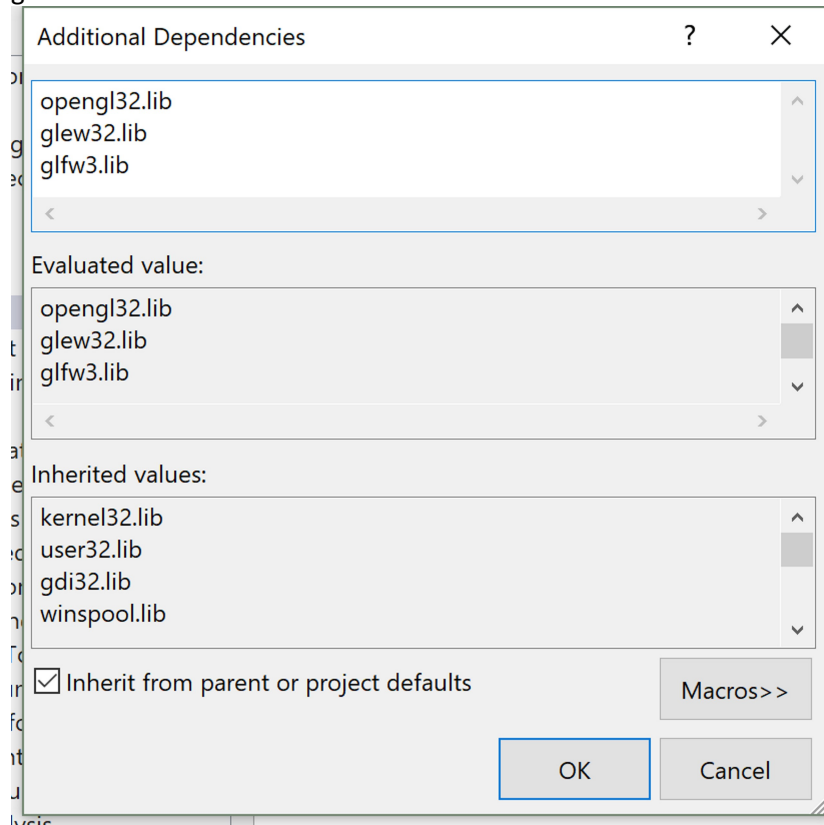 Additional Dependencies
?
opengl32.lib
glew32.lib
glfw3.lib
Evaluated value:
opengl32.lib
glew32.lib
glfw3.lib
Inherited values:
kernel32.lib
user32.lib
gdi32.lib
winspool.lib
Inherit from parent or project defaults
Macros>>
OK
Cancel